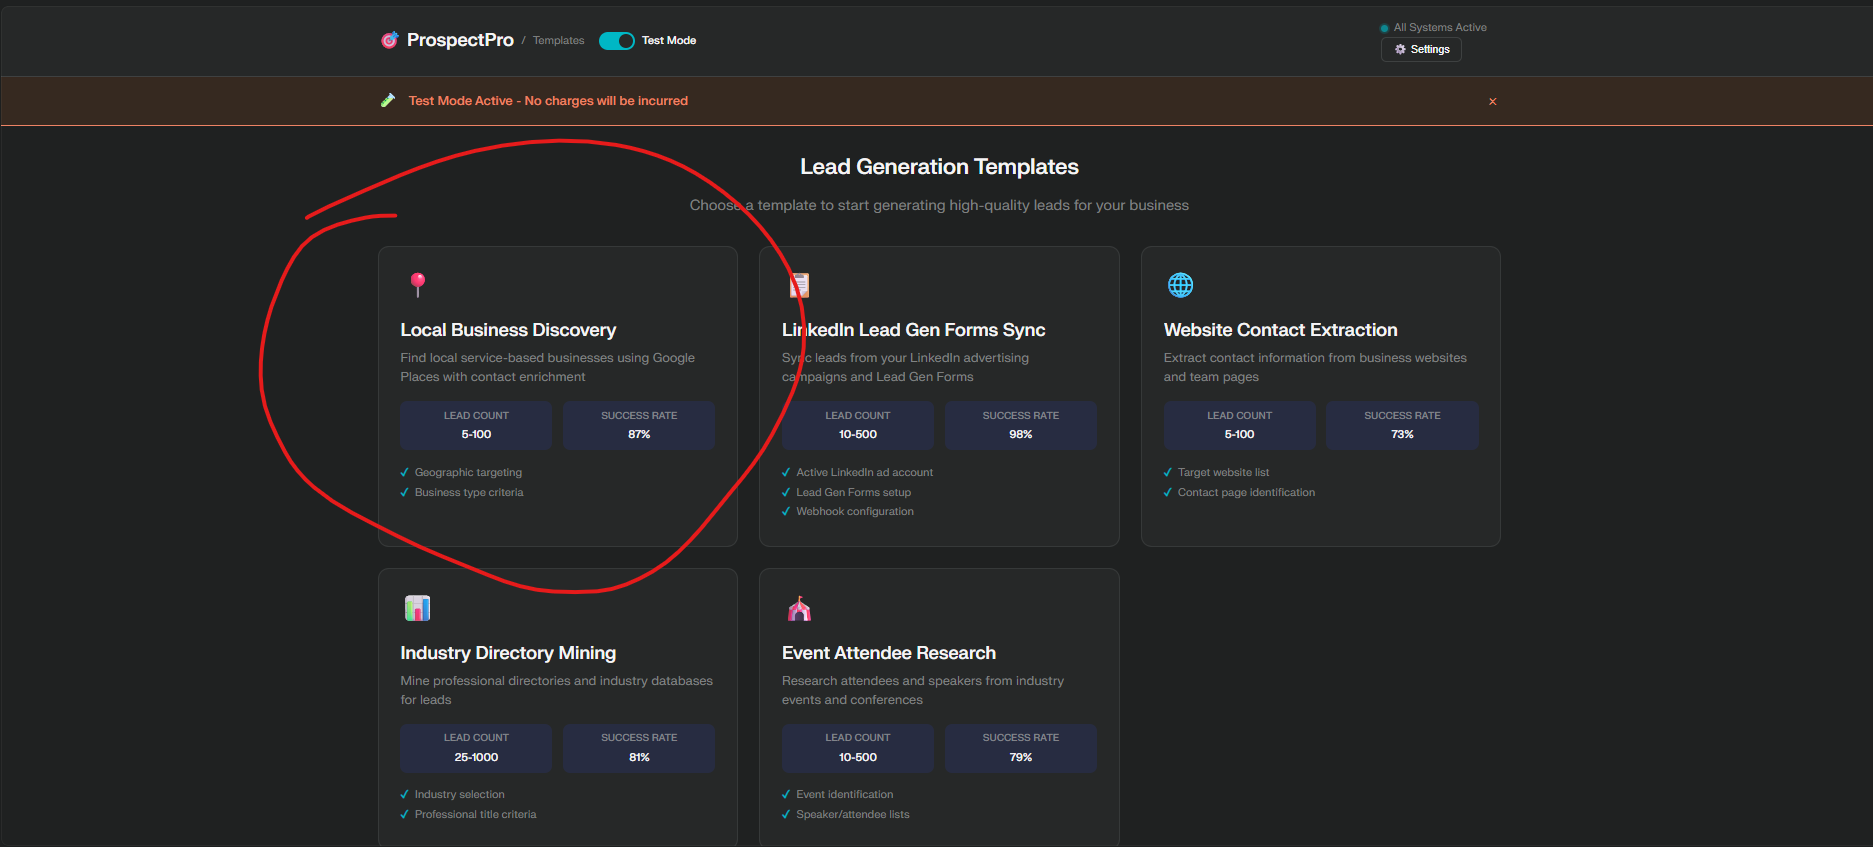 ProspectPro / Templates Test Mode
All Systems Active
Settings
Test Mode Active - No charges will be incurred
×
Lead Generation Templates
Choose a template to start generating high-quality leads for your business
Local Business Discovery
Find local service-based businesses using Google
Places with contact enrichment
LEAD COUNT
5-100
SUCCESS RATE
87%
✓ Geographic targeting
✓ Business type criteria
LinkedIn Lead Gen Forms Sync
Sync leads from your LinkedIn advertising
campaigns and Lead Gen Forms
LEAD COUNT
10-500
SUCCESS RATE
98%
✓ Active LinkedIn ad account
✓ Lead Gen Forms setup
✓ Webhook configuration
Website Contact Extraction
Extract contact information from business websites
and team pages
LEAD COUNT
5-100
SUCCESS RATE
73%
✓ Target website list
✓ Contact page identification
Industry Directory Mining
Mine professional directories and industry databases
for leads
LEAD COUNT
25-1000
SUCCESS RATE
81%
✓ Industry selection
✓ Professional title criteria
Event Attendee Research
Research attendees and speakers from industry
events and conferences
LEAD COUNT
10-500
SUCCESS RATE
79%
✓ Event identification
✓ Speaker/attendee lists